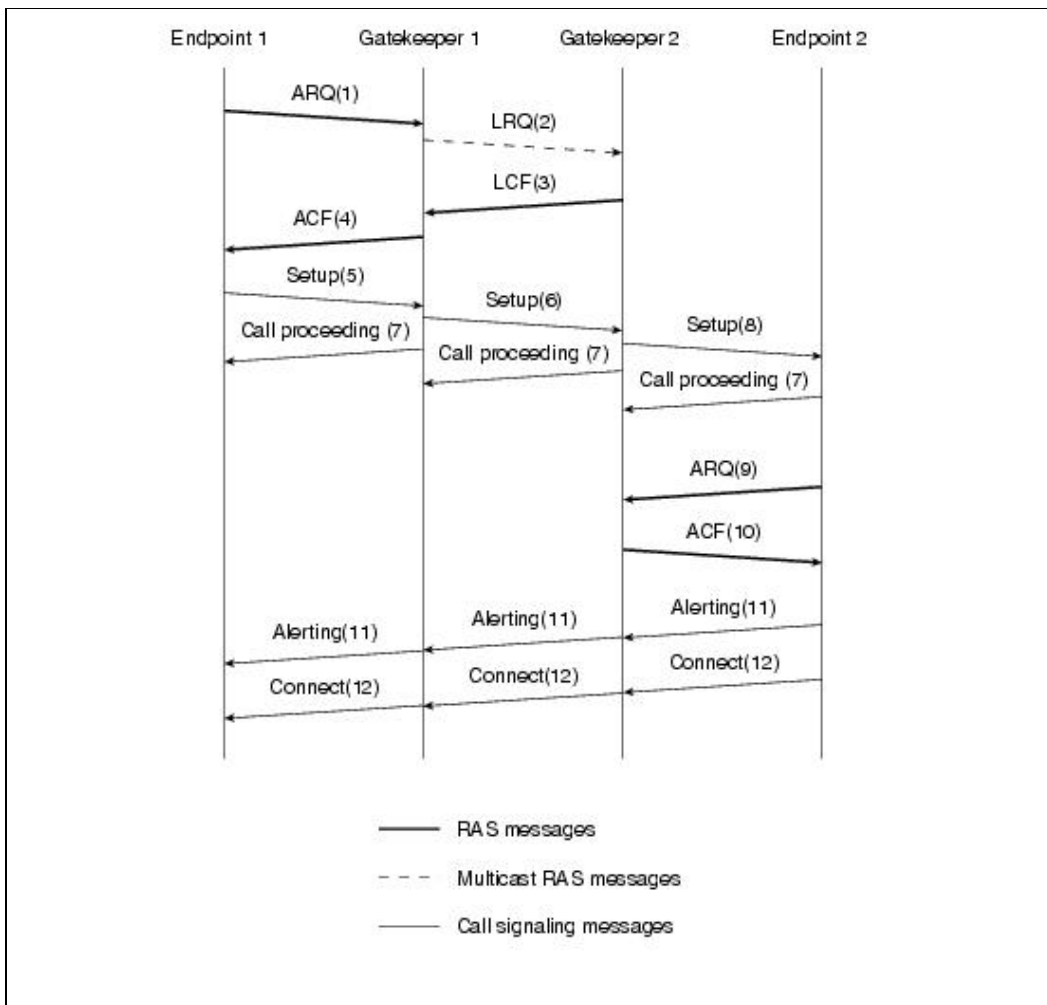 Endpoint 1 Gatekeeper 1 Gatekeeper 2 Endpoint 2
ARQ(1)
LRQ(2)
LCF(3)
ACF(4)
Setup(5)
Setup(6)
Setup(8)
Call proceeding (7)
Call proceeding (7)
Call proceeding (7)
ARQ(9)
ACF(10)
Alerting(11)
Alerting(11)
Alerting(11)
Connect(12)
Connect(12)
Connect(12)
RAS messages
Multicast RAS messages
Call signaling messages